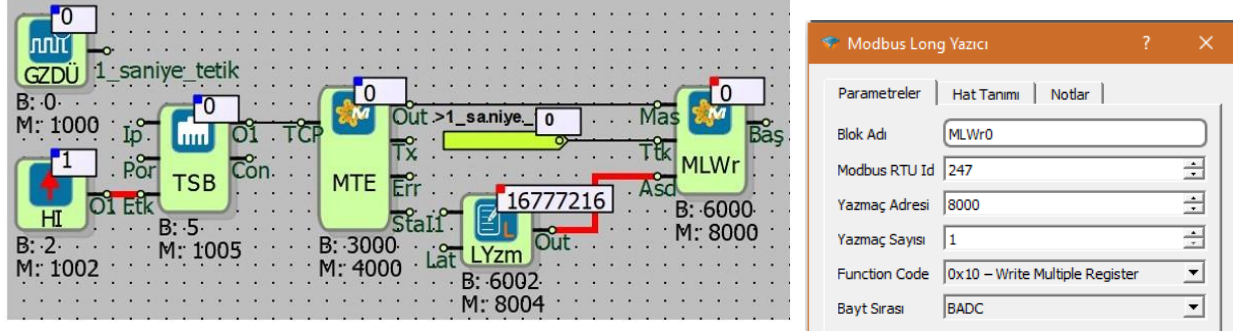 0
GZDÜ
1_saniye_tetik
B: 0
M: 1000
1
HI
O1
B: 2
M: 1002
0
Ip
Por
Etk
TSB
O1
Con
B: 5
M: 1005
0
TCP
MTE
Out
Tx
Err
Sta
B: 3000
M: 4000
>1_saniye_
0
I1
Lat
16777216
L
LYzm
Out
B: 6002
M: 8004
0
Mas
Ttk
Asd
MLWr
Baş
B: 6000
M: 8000
Modbus Long Yazıcı ? ×
Parametreler Hat Tanımı Notlar
Blok Adı MLWr0
Modbus RTU Id 247
Yazmaç Adresi 8000
Yazmaç Sayısı 1
Function Code 0x10 – Write Multiple Register
Bayt Sırası BADC